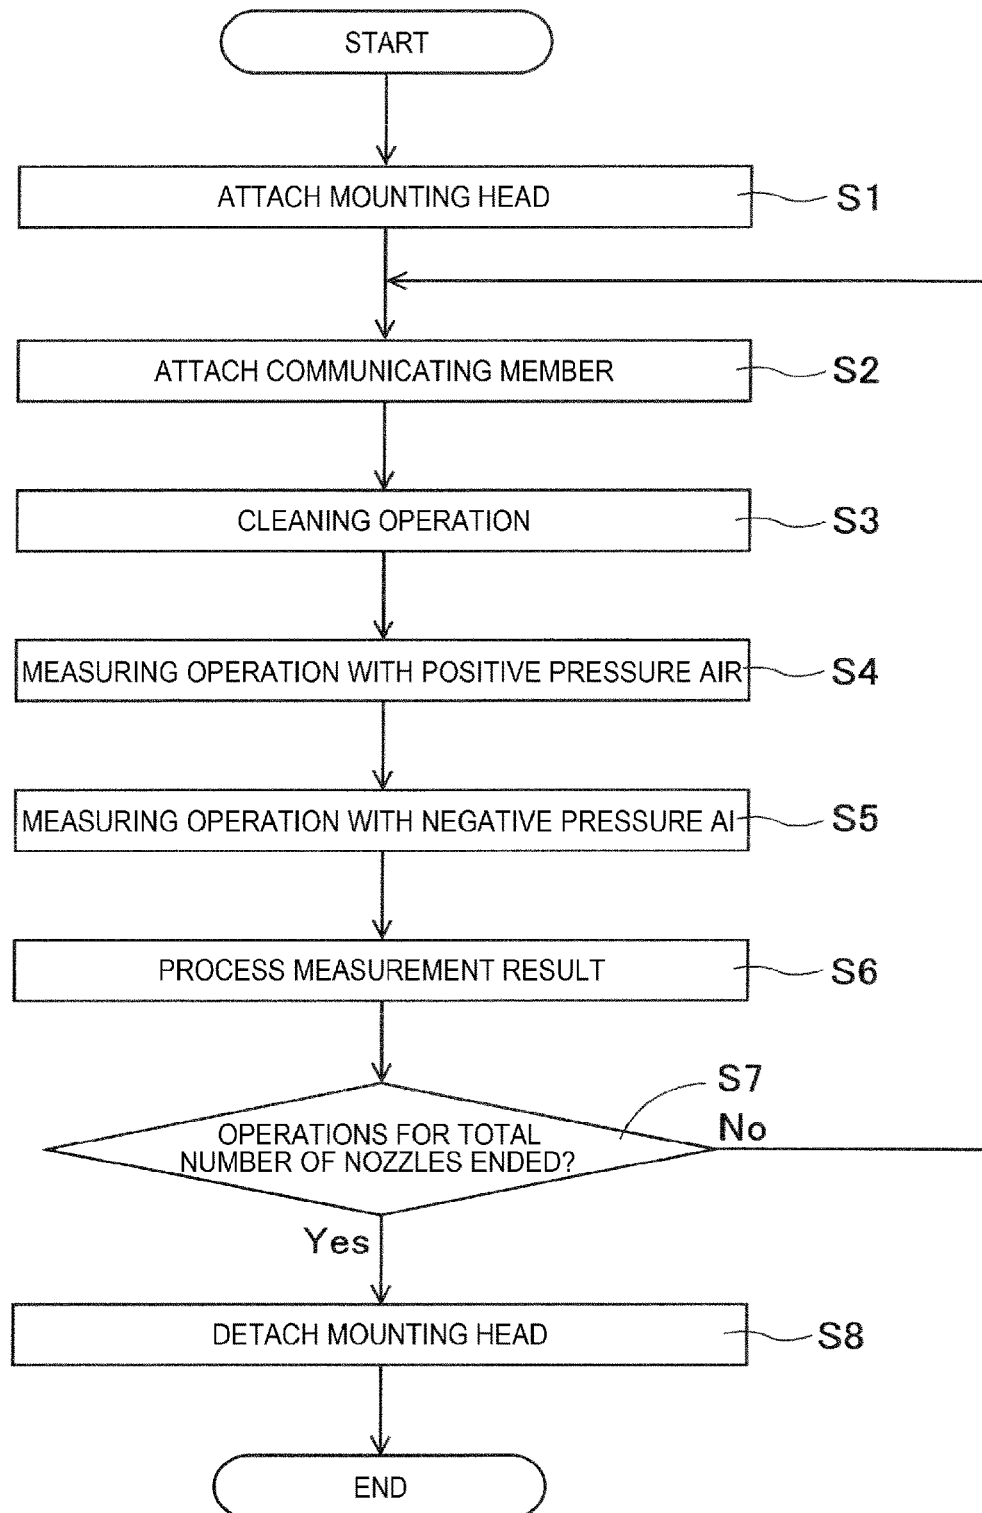 START
ATTACH MOUNTING HEAD
S1
ATTACH COMMUNICATING MEMBER
S2
CLEANING OPERATION
S3
MEASURING OPERATION WITH POSITIVE PRESSURE AIR
S4
MEASURING OPERATION WITH NEGATIVE PRESSURE AI
S5
PROCESS MEASUREMENT RESULT
S6
S7
No
OPERATIONS FOR TOTAL
NUMBER OF NOZZLES ENDED?
Yes
DETACH MOUNTING HEAD
S8
END